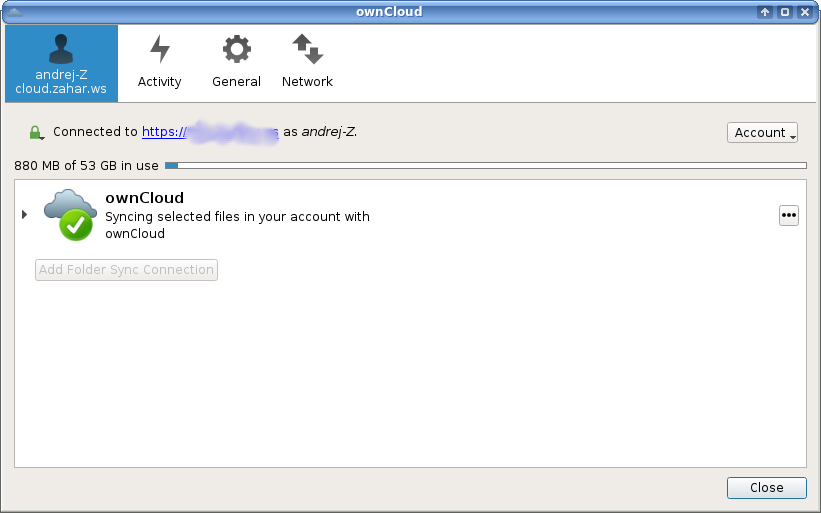 ownCloud
andrej-Z
cloud.zahar.ws
Activity
General
Network
Connected to https:// as andrej-Z.
Account
880 MB of 53 GB in use
ownCloud
Syncing selected files in your account with
ownCloud
Add Folder Sync Connection
Close